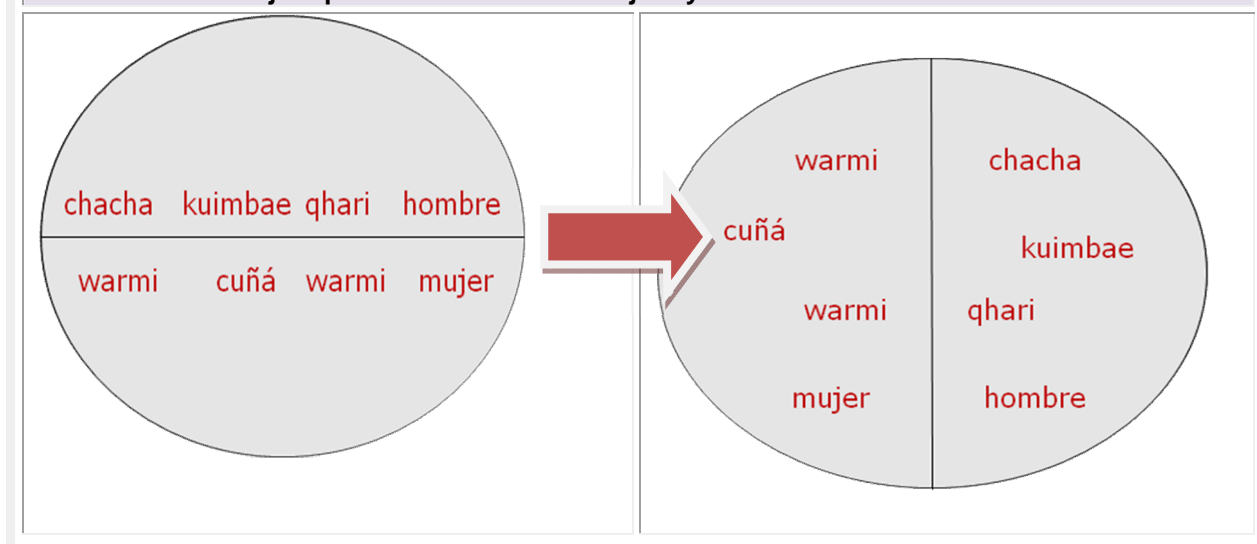 chacha kuimbae qhari hombre
warmi cuñá warmi mujer
warmi chacha
cuñá kuimbae
warmi qhari
mujer hombre